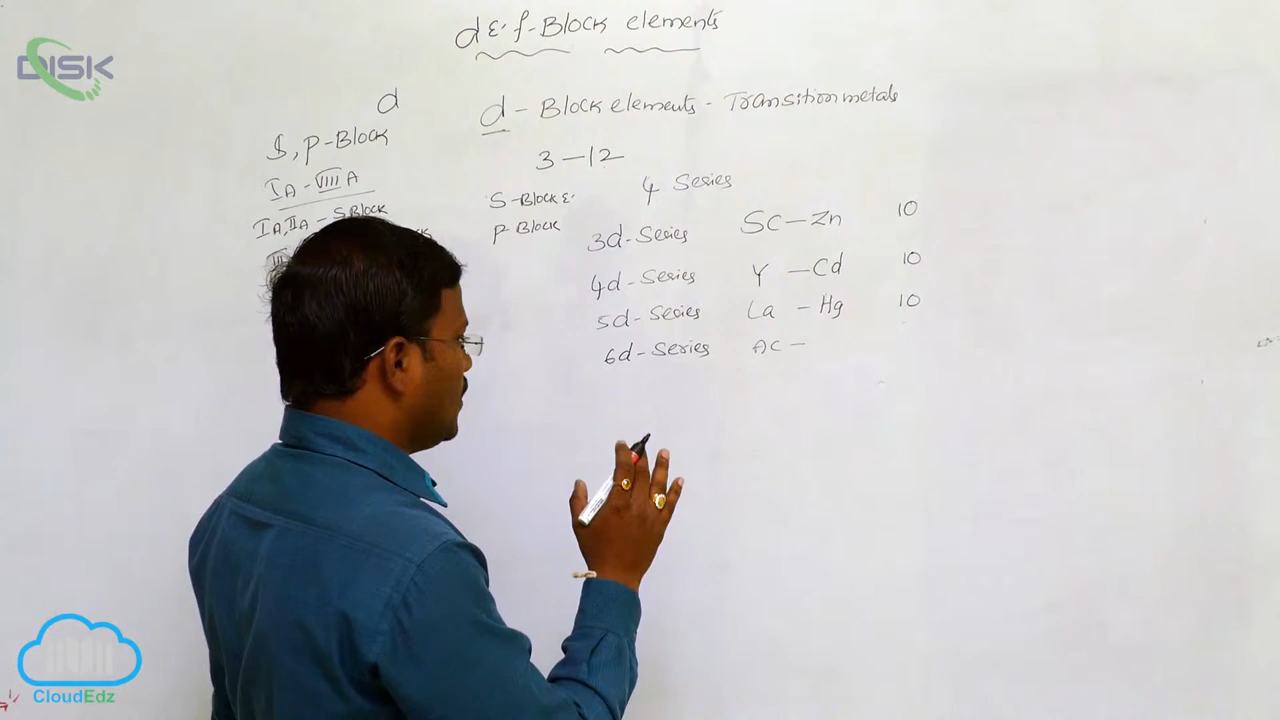 DISK
d & f-Block elements
d
d - Block elements - Transition metals
S, P-Block
3 - 12
IA - VIIIA
4 Series
IA, IIA - S Block
S - Block &
P - Block
3d - Series Sc - Zn 10
4d - Series Y - Cd 10
5d - Series La - Hg 10
6d - Series AC -
CloudEdz